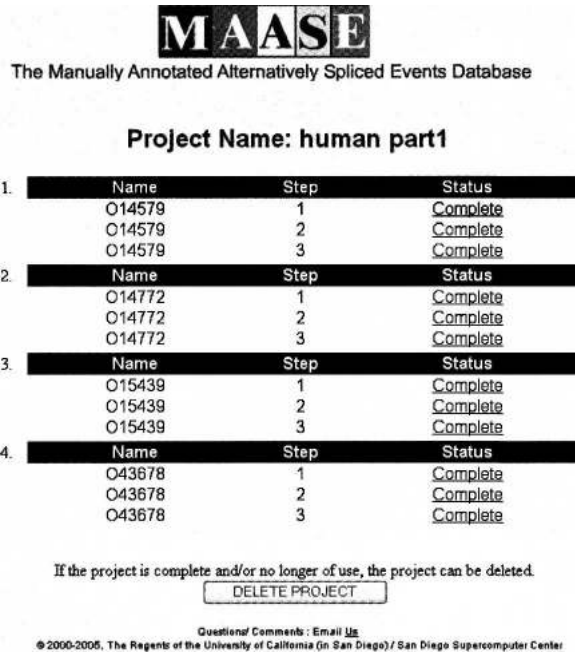 MAASE
The Manually Annotated Alternatively Spliced Events Database
Project Name: human part1
1. Name Step Status
O14579 1 Complete
O14579 2 Complete
O14579 3 Complete
2. Name Step Status
O14772 1 Complete
O14772 2 Complete
O14772 3 Complete
3. Name Step Status
O15439 1 Complete
O15439 2 Complete
O15439 3 Complete
4. Name Step Status
O43678 1 Complete
O43678 2 Complete
O43678 3 Complete
If the project is complete and/or no longer of use, the project can be deleted.
DELETE PROJECT
Questions/ Comments : Email Us
© 2000-2005, The Regents of the University of California (in San Diego) / San Diego Supercomputer Center